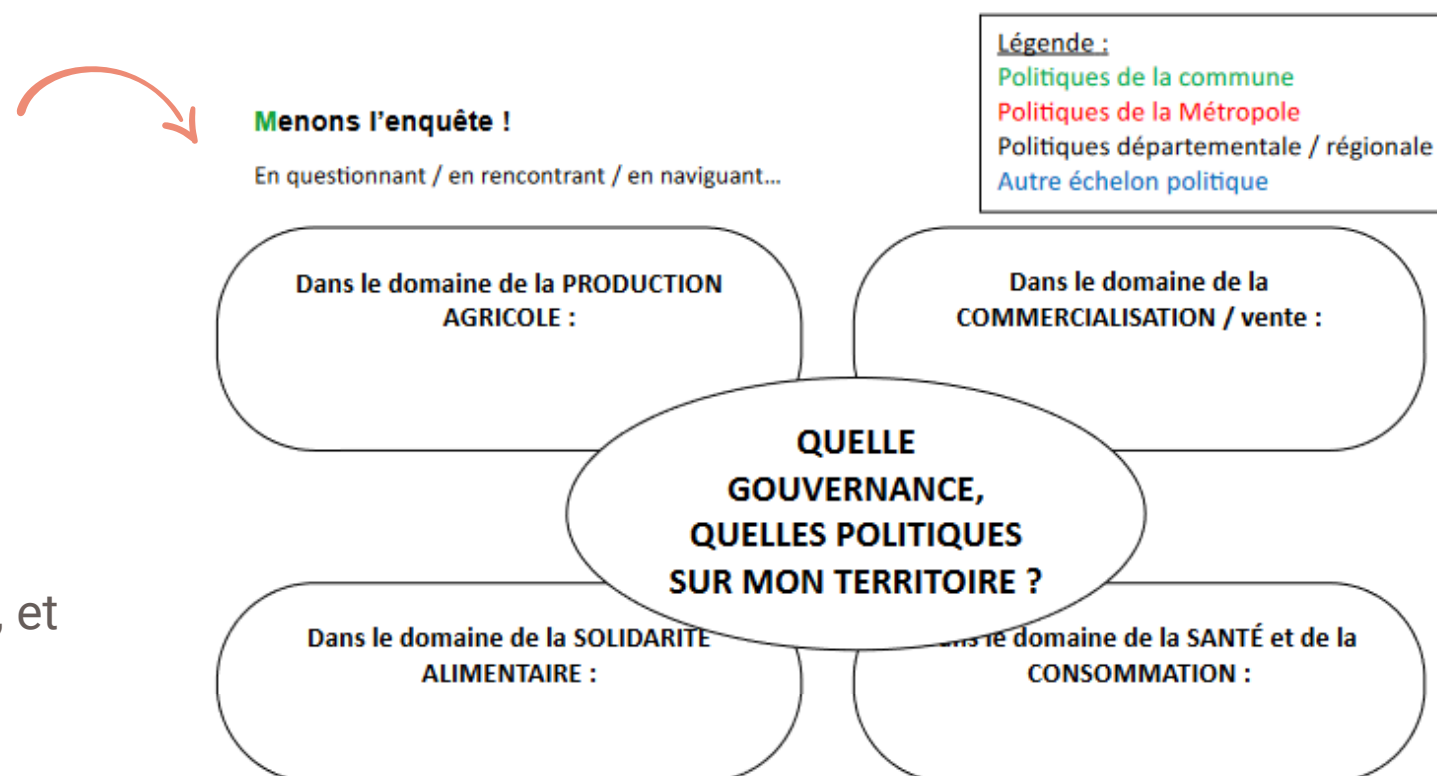 Légende :
Politiques de la commune
Politiques de la Métropole
Politiques départementale / régionale
Autre échelon politique
Menons l'enquête !
En questionnant / en rencontrant / en naviguant...
Dans le domaine de la PRODUCTION
AGRICOLE :
Dans le domaine de la
COMMERCIALISATION / vente :
QUELLE
GOUVERNANCE,
QUELLES POLITIQUES
SUR MON TERRITOIRE ?
, et
Dans le domaine de la SOLIDARITE
ALIMENTAIRE :
le domaine de la SANTÉ et de la
CONSOMMATION :